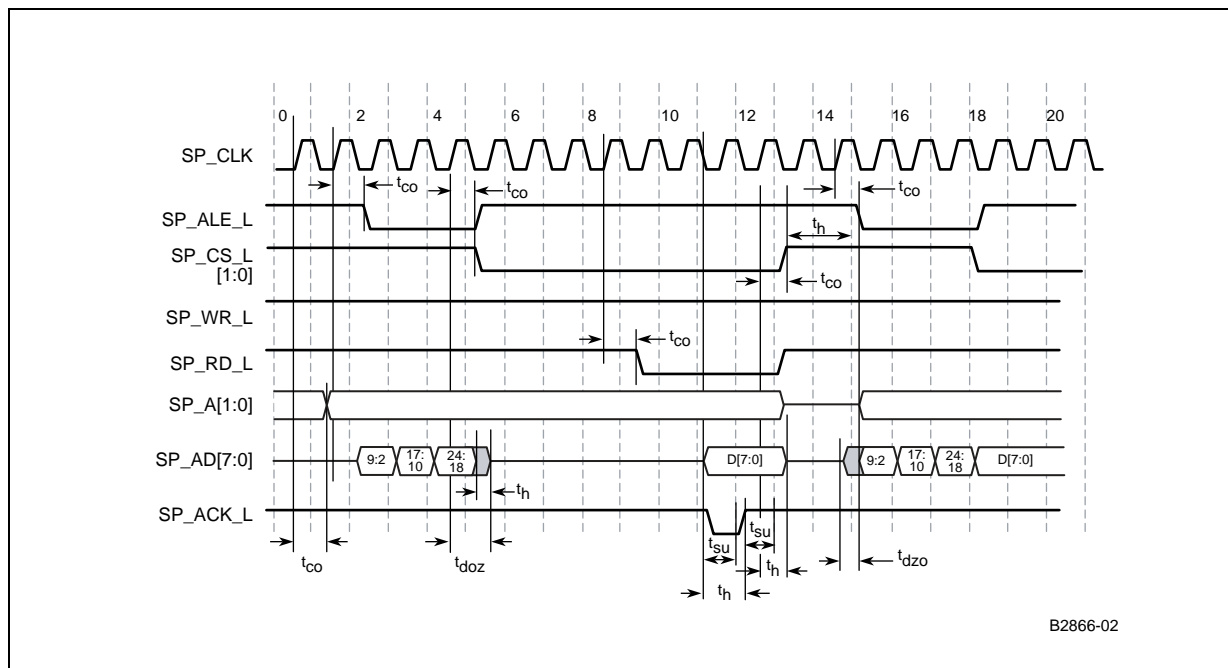 0 2 4 6 8 10 12 14 16 18 20
SP_CLK
tco tco tco
SP_ALE_L
th
SP_CS_L
[1:0]
tco
SP_WR_L
tco
SP_RD_L
SP_A[1:0]
SP_AD[7:0] 9:2 17:10 24:18 D[7:0] 9:2 17:10 24:18 D[7:0]
th
SP_ACK_L
tsu tsu
tco tdoz th tdzo
th
B2866-02